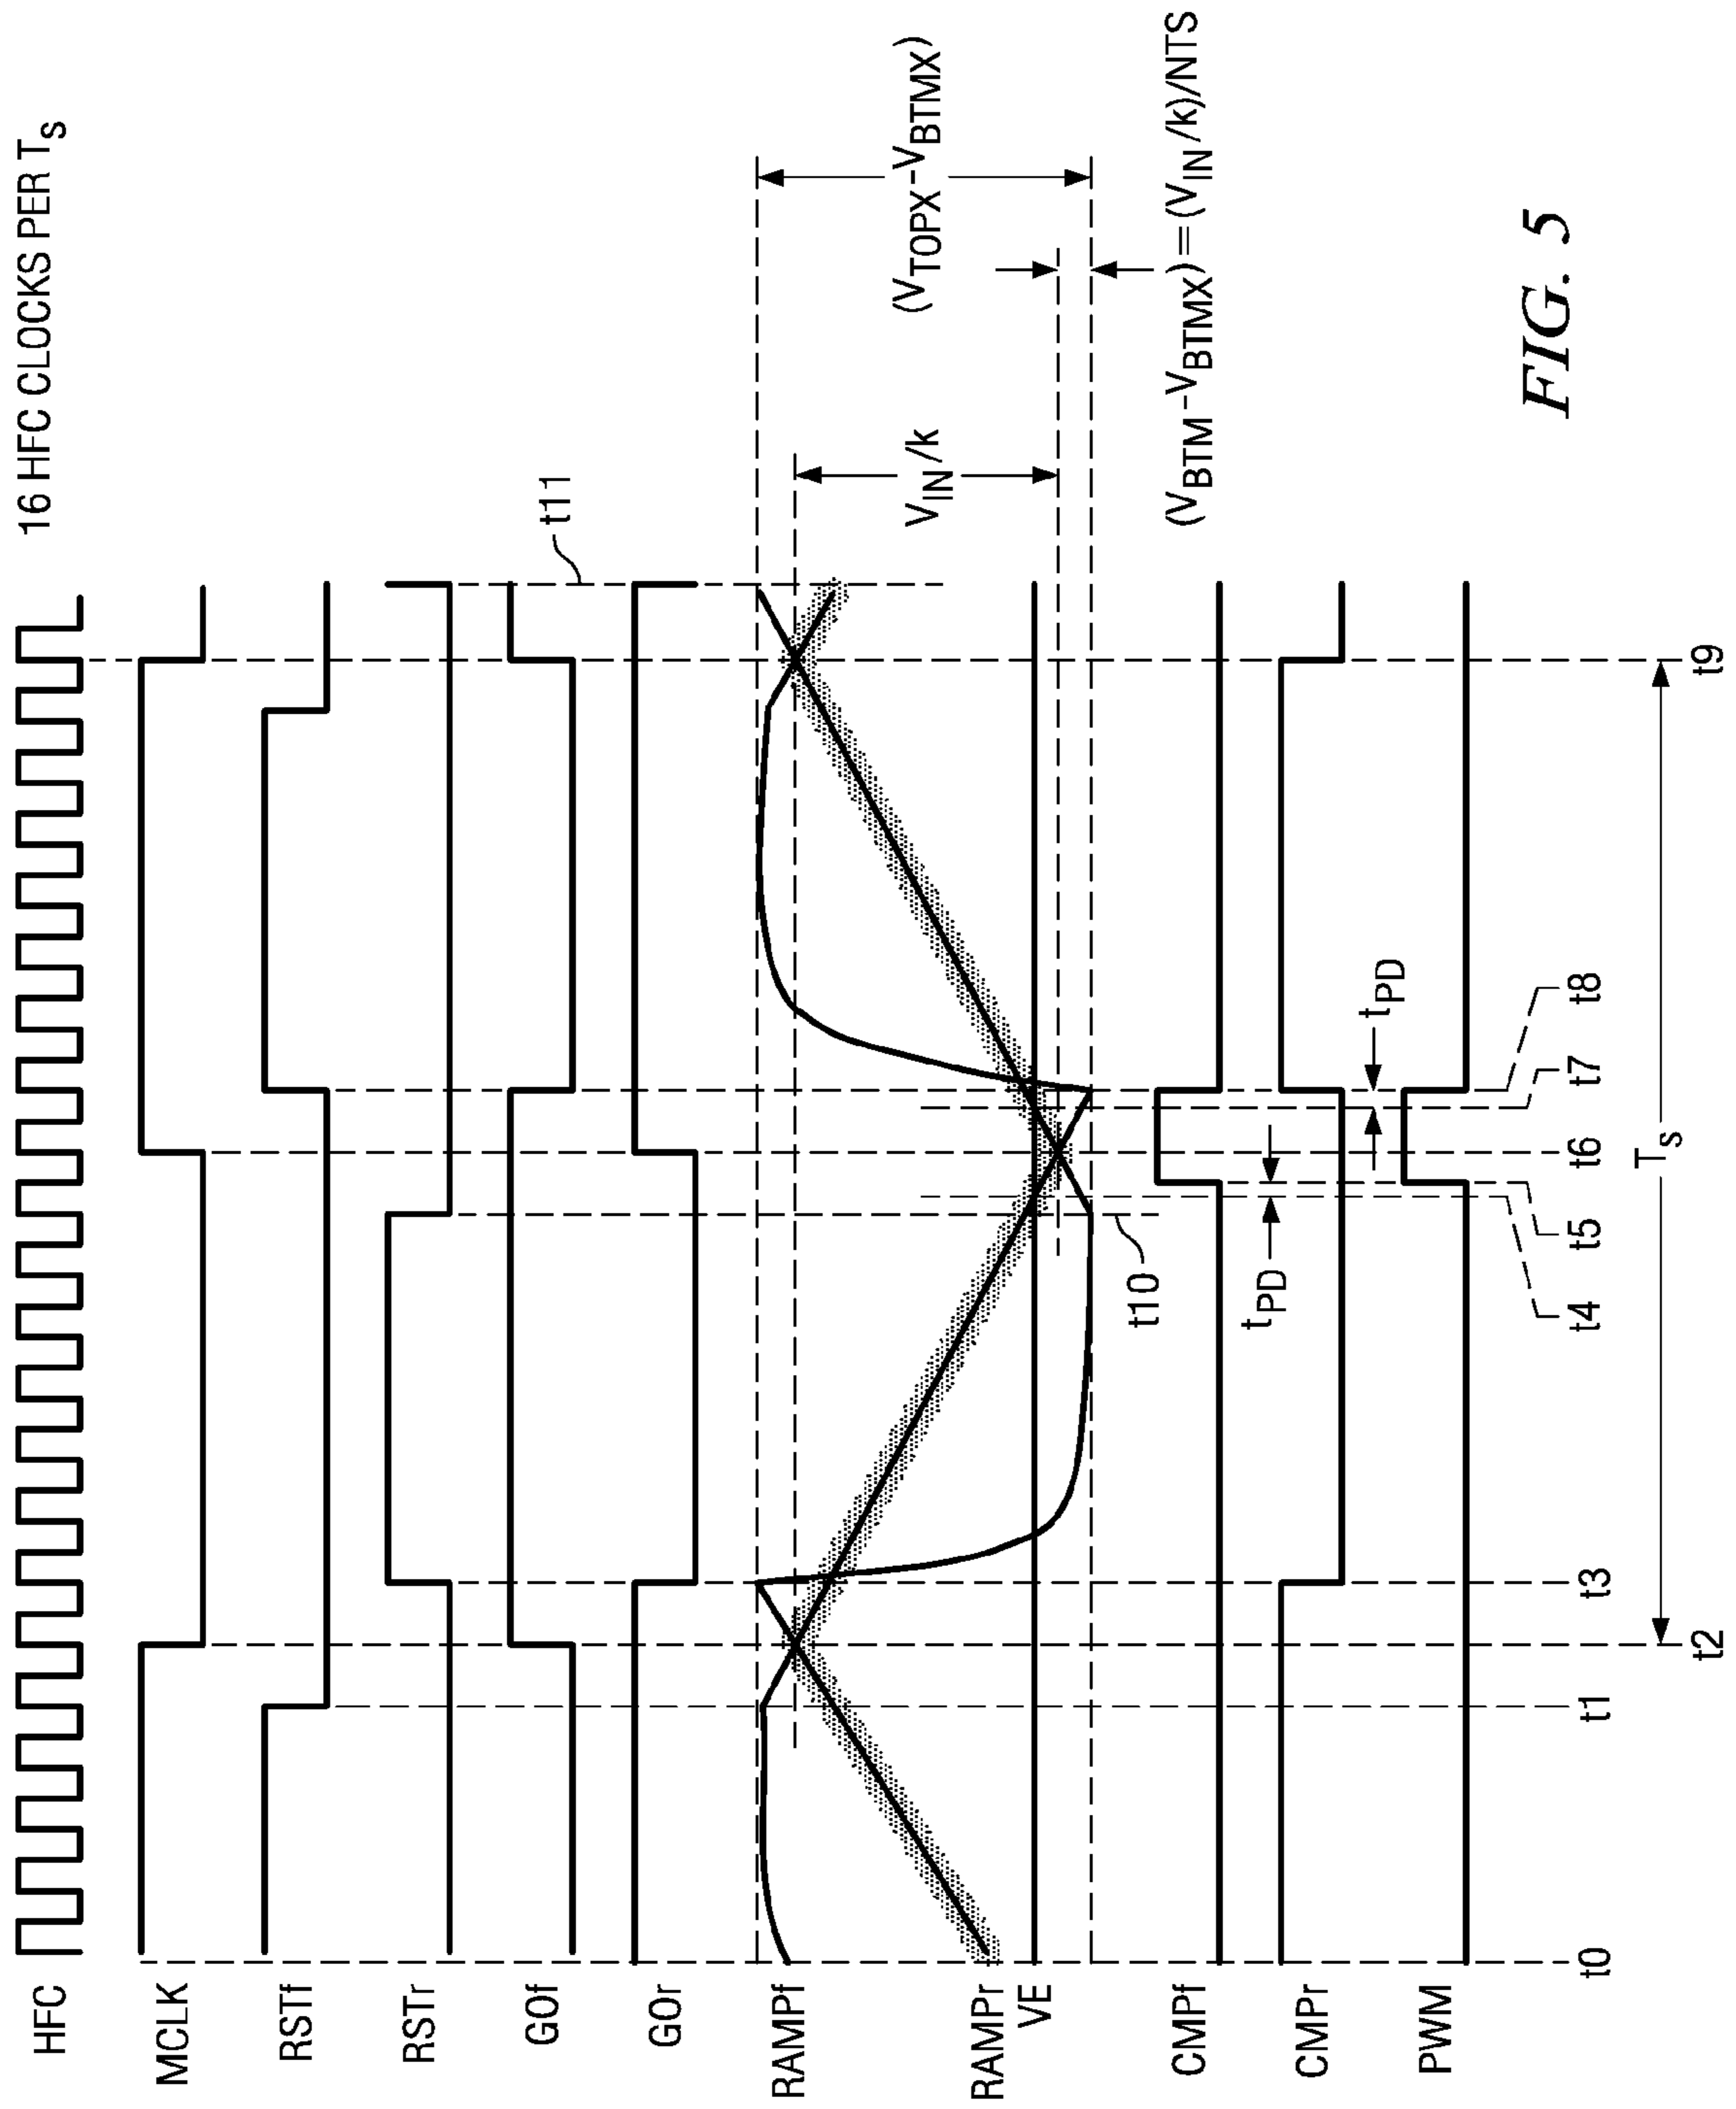 16 HFC CLOCKS PER Ts
HFC
MCLK
RSTf
RSTr
GOf
GOr
t11
RAMPf
RAMPr
VE
(VTOPX-VBTMX)
VIN/k
(VBTM-VBTMX)=(VIN/k)/NTS
t10
tPD
tPD
CMPf
CMPr
PWM
t0
t1
t2
t3
t4
t5
t6
t7
t8
t9
Ts
FIG. 5